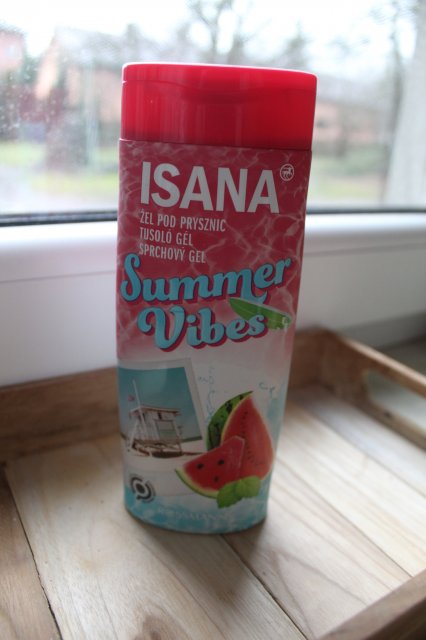 ISANA
ŻEL POD PRYSZNIC
TUSOLÓ GÉL
SPRCHOVÝ GEL
Summer
Vibes